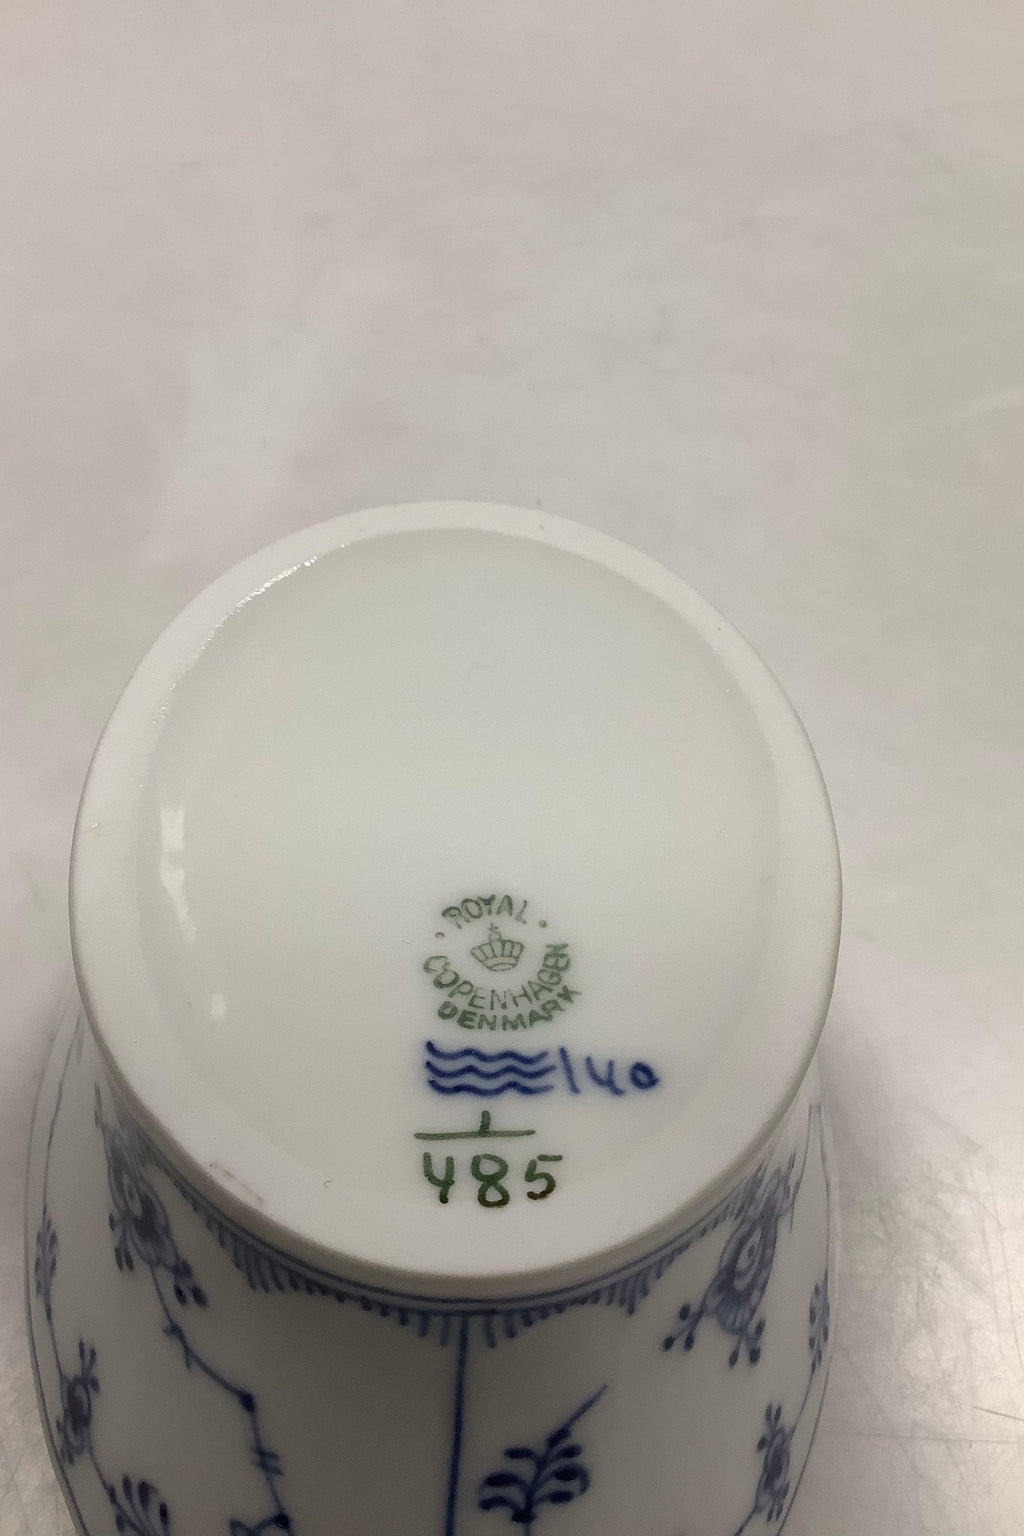 · ROYAL ·
COPENHAGEN
DENMARK
140
1
485